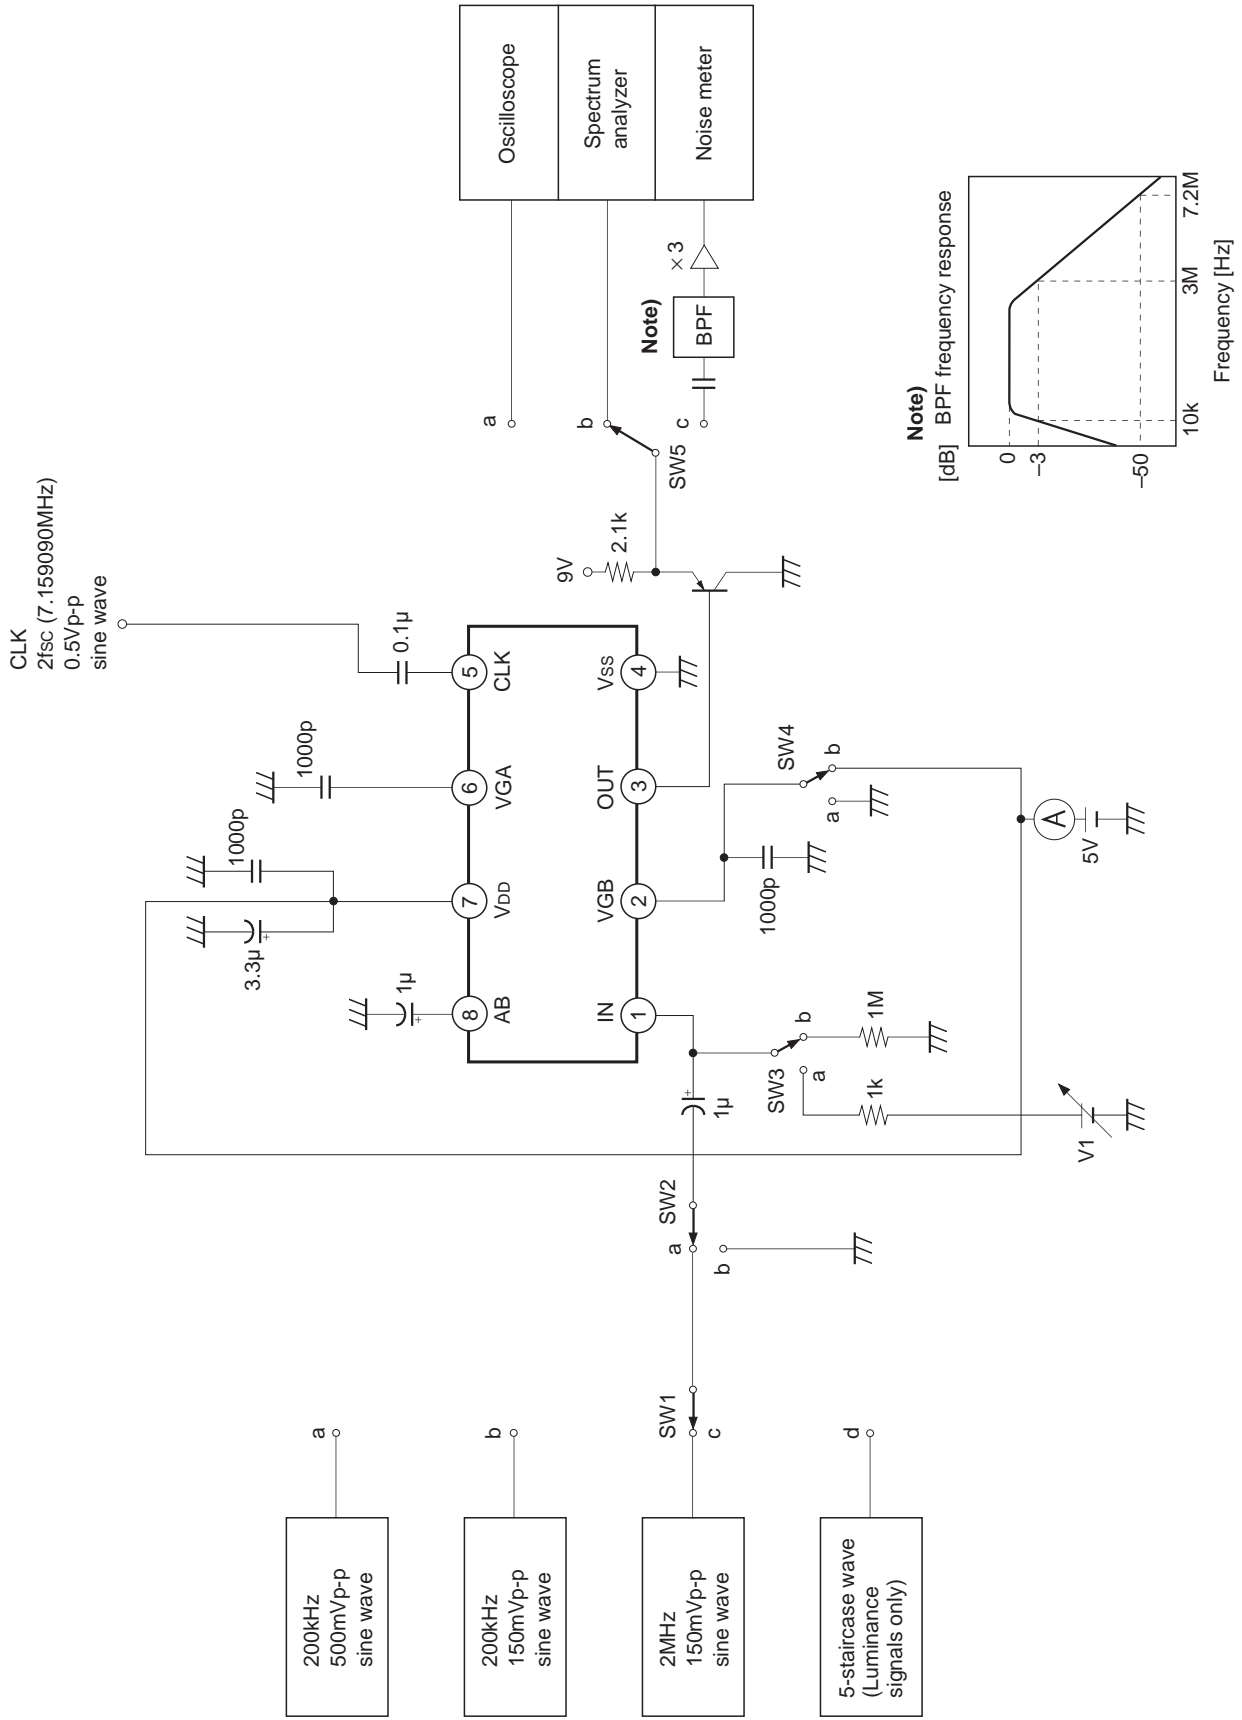 200kHz
500mVp-p
sine wave
200kHz
150mVp-p
sine wave
2MHz
150mVp-p
sine wave
5-staircase wave
(Luminance
signals only)
a
b
SW1
c
d
SW2
a
b
1µ
+
SW3
a
b
1k
1M
V1
8
AB
7
VDD
6
VGA
5
CLK
1
IN
2
VGB
3
OUT
4
VSS
1µ
+
3.3µ
+
1000p
1000p
0.1µ
CLK
2fsc (7.159090MHz)
0.5Vp-p
sine wave
1000p
SW4
a
b
A
5V
9V
2.1k
SW5
a
b
c
Note)
BPF
× 3
Oscilloscope
Spectrum
analyzer
Noise meter
Note)
BPF frequency response
[dB]
0
–3
–50
10k
3M
7.2M
Frequency [Hz]